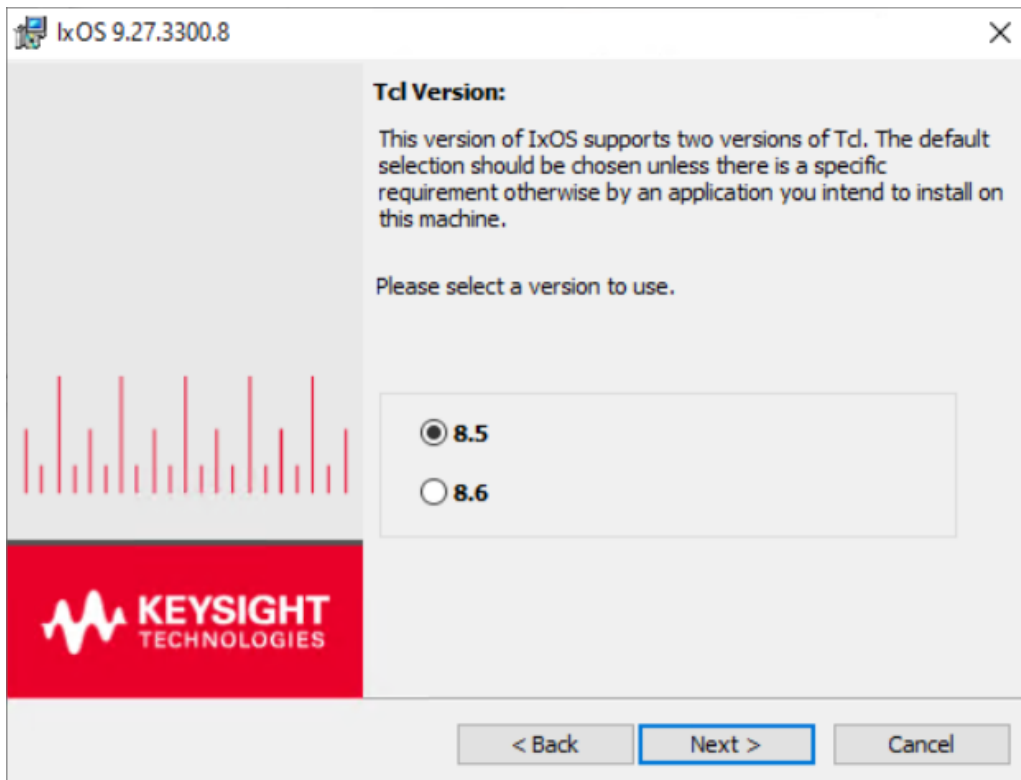 IxOS 9.27.3300.8
Tcl Version:
This version of IxOS supports two versions of Tcl. The default
selection should be chosen unless there is a specific
requirement otherwise by an application you intend to install on
this machine.
Please select a version to use.
8.5
8.6
KEYSIGHT
TECHNOLOGIES
< Back
Next >
Cancel